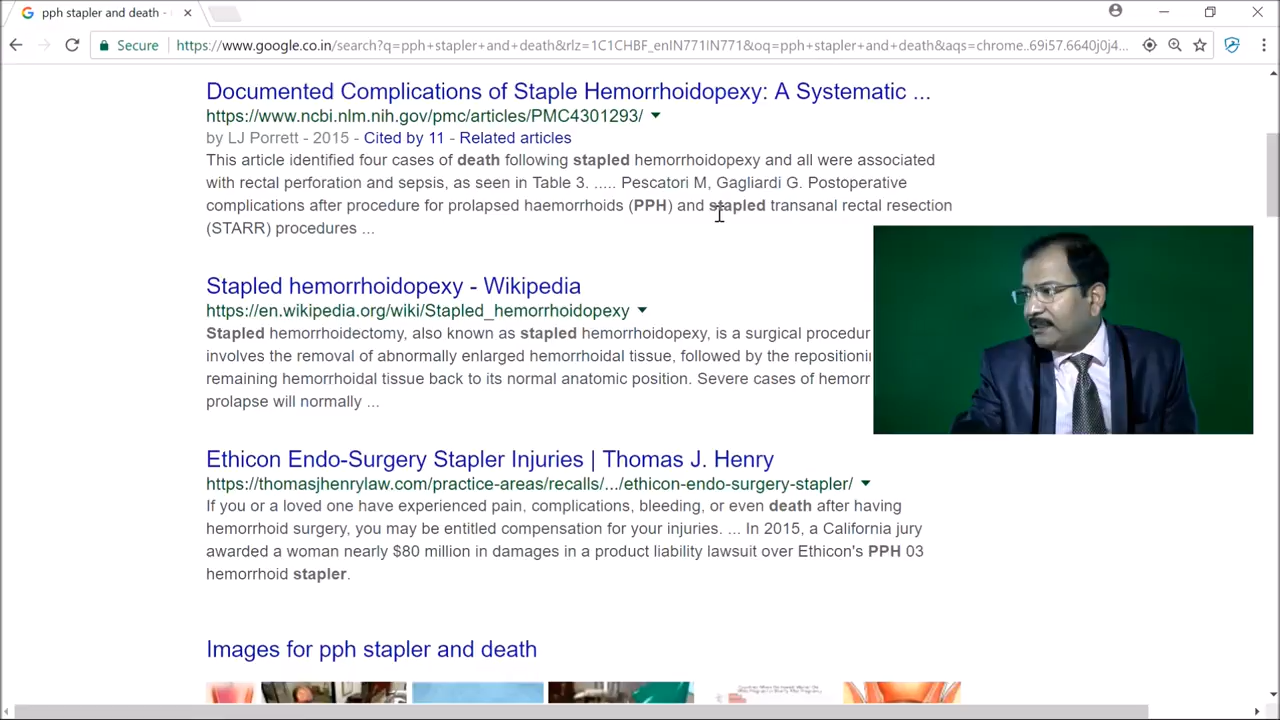 pph stapler and death -
Secure https://www.google.co.in/search?q=pph+stapler+and+death&rlz=1C1CHBF_enIN771IN771&oq=pph+stapler+and+death&aqs=chrome..69i57.6640j0j4...
Documented Complications of Staple Hemorrhoidopexy: A Systematic ...
https://www.ncbi.nlm.nih.gov/pmc/articles/PMC4301293/
by LJ Porrett - 2015 - Cited by 11 - Related articles
This article identified four cases of death following stapled hemorrhoidopexy and all were associated
with rectal perforation and sepsis, as seen in Table 3. ..... Pescatori M, Gagliardi G. Postoperative
complications after procedure for prolapsed haemorrhoids (PPH) and stapled transanal rectal resection
(STARR) procedures ...
Stapled hemorrhoidopexy - Wikipedia
https://en.wikipedia.org/wiki/Stapled_hemorrhoidopexy
Stapled hemorrhoidectomy, also known as stapled hemorrhoidopexy, is a surgical procedur
involves the removal of abnormally enlarged hemorrhoidal tissue, followed by the repositioni
remaining hemorrhoidal tissue back to its normal anatomic position. Severe cases of hemorr
prolapse will normally ...
Ethicon Endo-Surgery Stapler Injuries | Thomas J. Henry
https://thomasjhenrylaw.com/practice-areas/recalls/.../ethicon-endo-surgery-stapler/
If you or a loved one have experienced pain, complications, bleeding, or even death after having
hemorrhoid surgery, you may be entitled compensation for your injuries. ... In 2015, a California jury
awarded a woman nearly $80 million in damages in a product liability lawsuit over Ethicon's PPH 03
hemorrhoid stapler.
Images for pph stapler and death